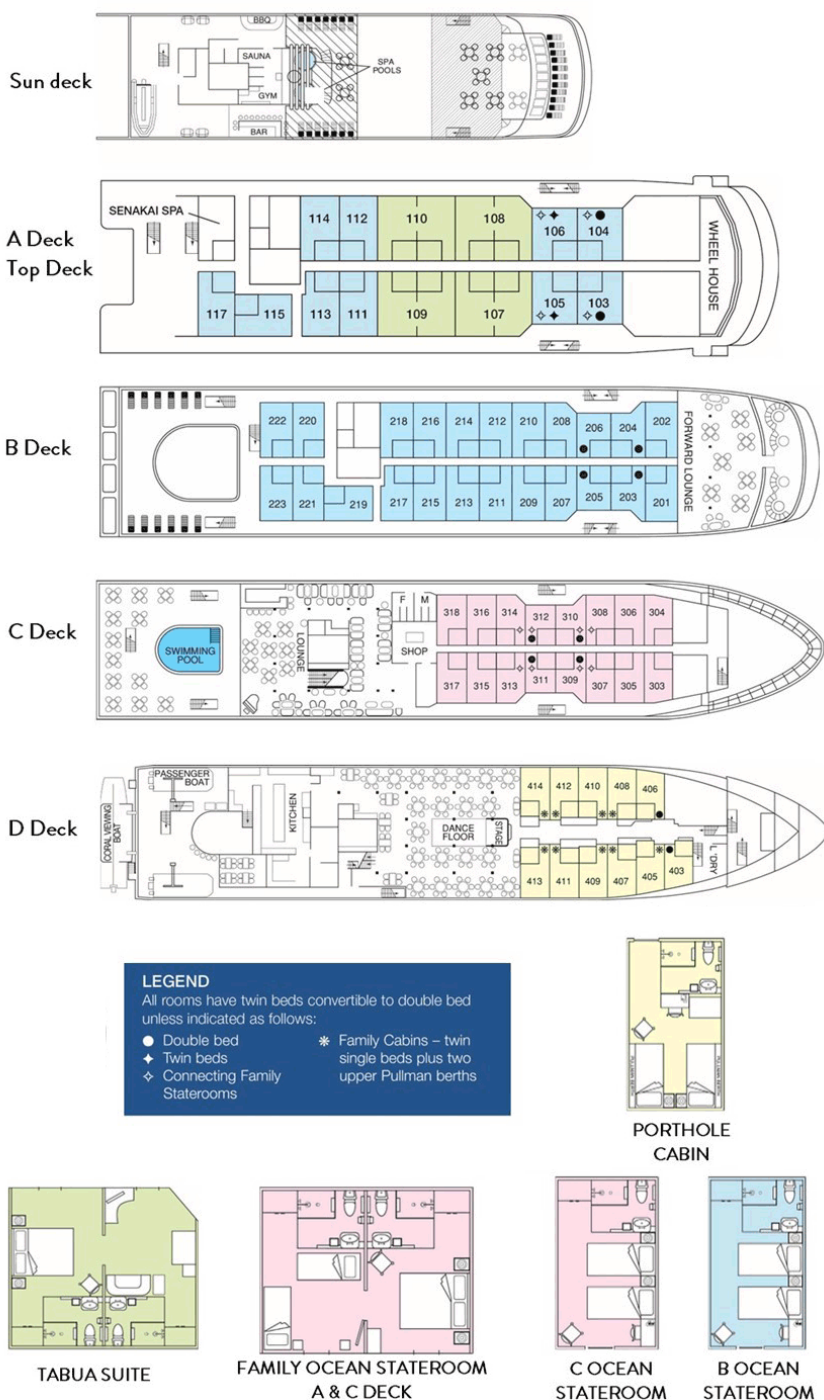 Sun deck
BBQ
SAUNA
SPA
POOLS
GYM
BAR
A Deck
Top Deck
SENAKAI SPA
114 112 110 108 106 104
WHEEL HOUSE
117 115 113 111 109 107 105 103
B Deck
222 220 218 216 214 212 210 208 206 204 202
FORWARD LOUNGE
223 221 219 217 215 213 211 209 207 205 203 201
C Deck
SWIMMING
POOL
LOUNGE
F M
SHOP
318 316 314 312 310 308 306 304
317 315 313 311 309 307 305 303
D Deck
CORAL VIEWING
BOAT
PASSENGER
BOAT
KITCHEN
DANCE
FLOOR
STAGE
414 412 410 408 406
413 411 409 407 405 403
L'DRY
LEGEND
All rooms have twin beds convertible to double bed
unless indicated as follows:
Double bed
Twin beds
Connecting Family
Staterooms
Family Cabins – twin
single beds plus two
upper Pullman berths
PULLMAN BERTH
PULLMAN BERTH
PORTHOLE
CABIN
TABUA SUITE
FAMILY OCEAN STATEROOM
A & C DECK
C OCEAN
STATEROOM
B OCEAN
STATEROOM